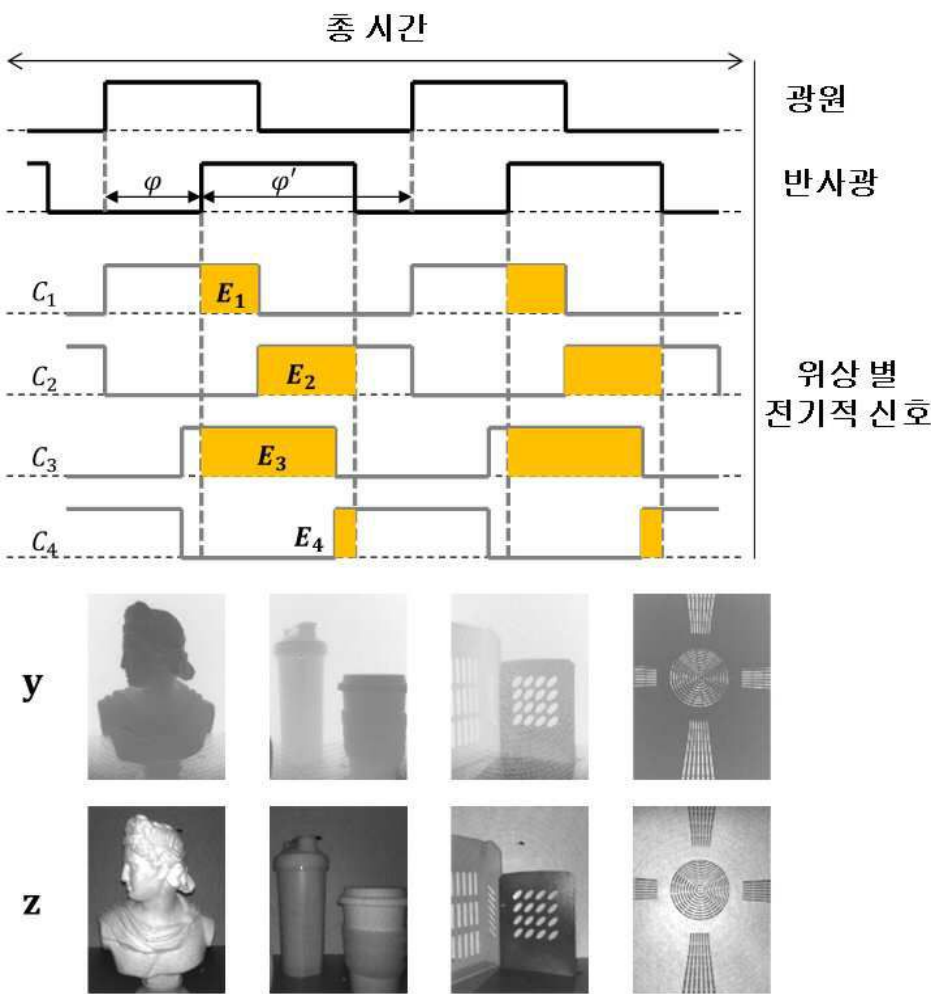 총 시간
광원
φ φ′
반사광
C₁ E₁
C₂ E₂
위상 별
전기적 신호
C₃ E₃
C₄ E₄
y
z